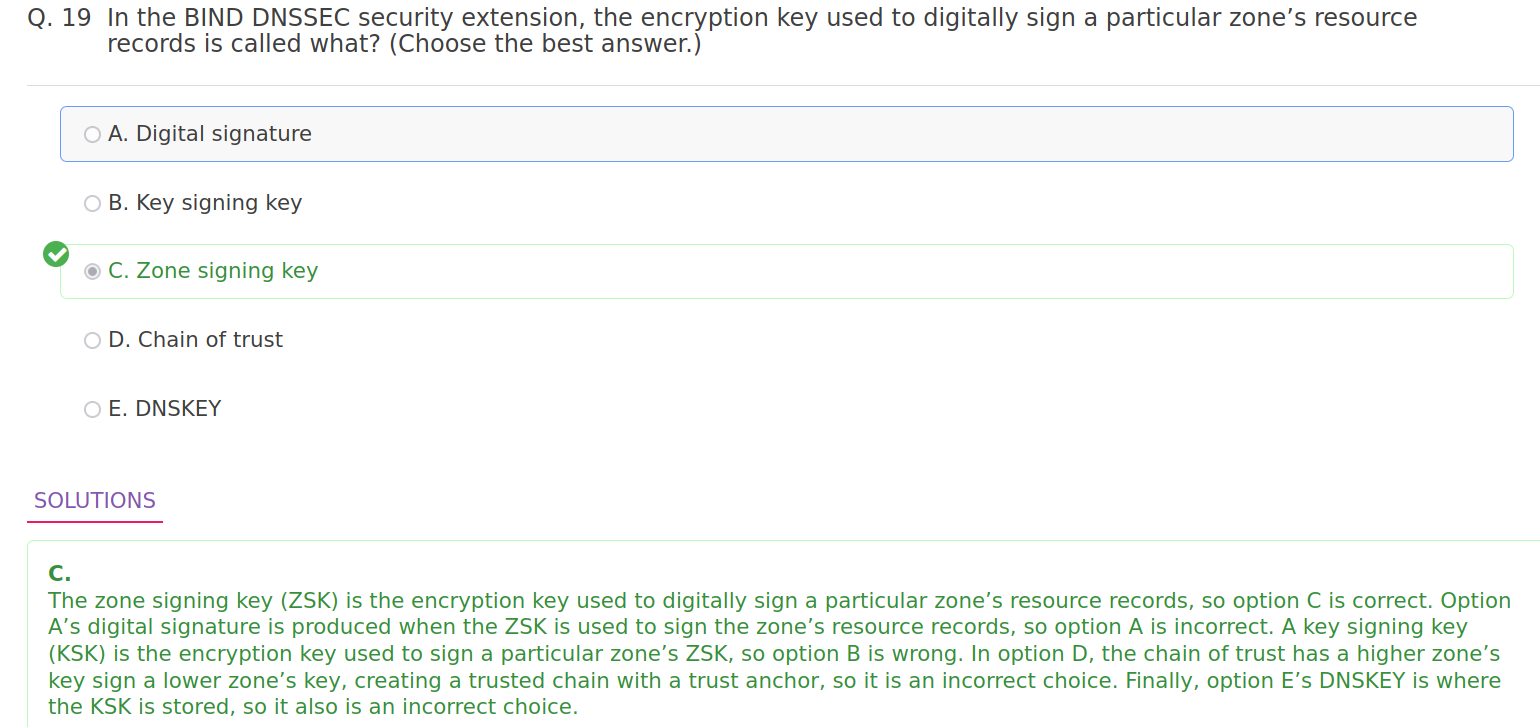 Q. 19 In the BIND DNSSEC security extension, the encryption key used to digitally sign a particular zone’s resource
records is called what? (Choose the best answer.)
A. Digital signature
B. Key signing key
C. Zone signing key
D. Chain of trust
E. DNSKEY
SOLUTIONS
C.
The zone signing key (ZSK) is the encryption key used to digitally sign a particular zone’s resource records, so option C is correct. Option
A’s digital signature is produced when the ZSK is used to sign the zone’s resource records, so option A is incorrect. A key signing key
(KSK) is the encryption key used to sign a particular zone’s ZSK, so option B is wrong. In option D, the chain of trust has a higher zone’s
key sign a lower zone’s key, creating a trusted chain with a trust anchor, so it is an incorrect choice. Finally, option E’s DNSKEY is where
the KSK is stored, so it also is an incorrect choice.